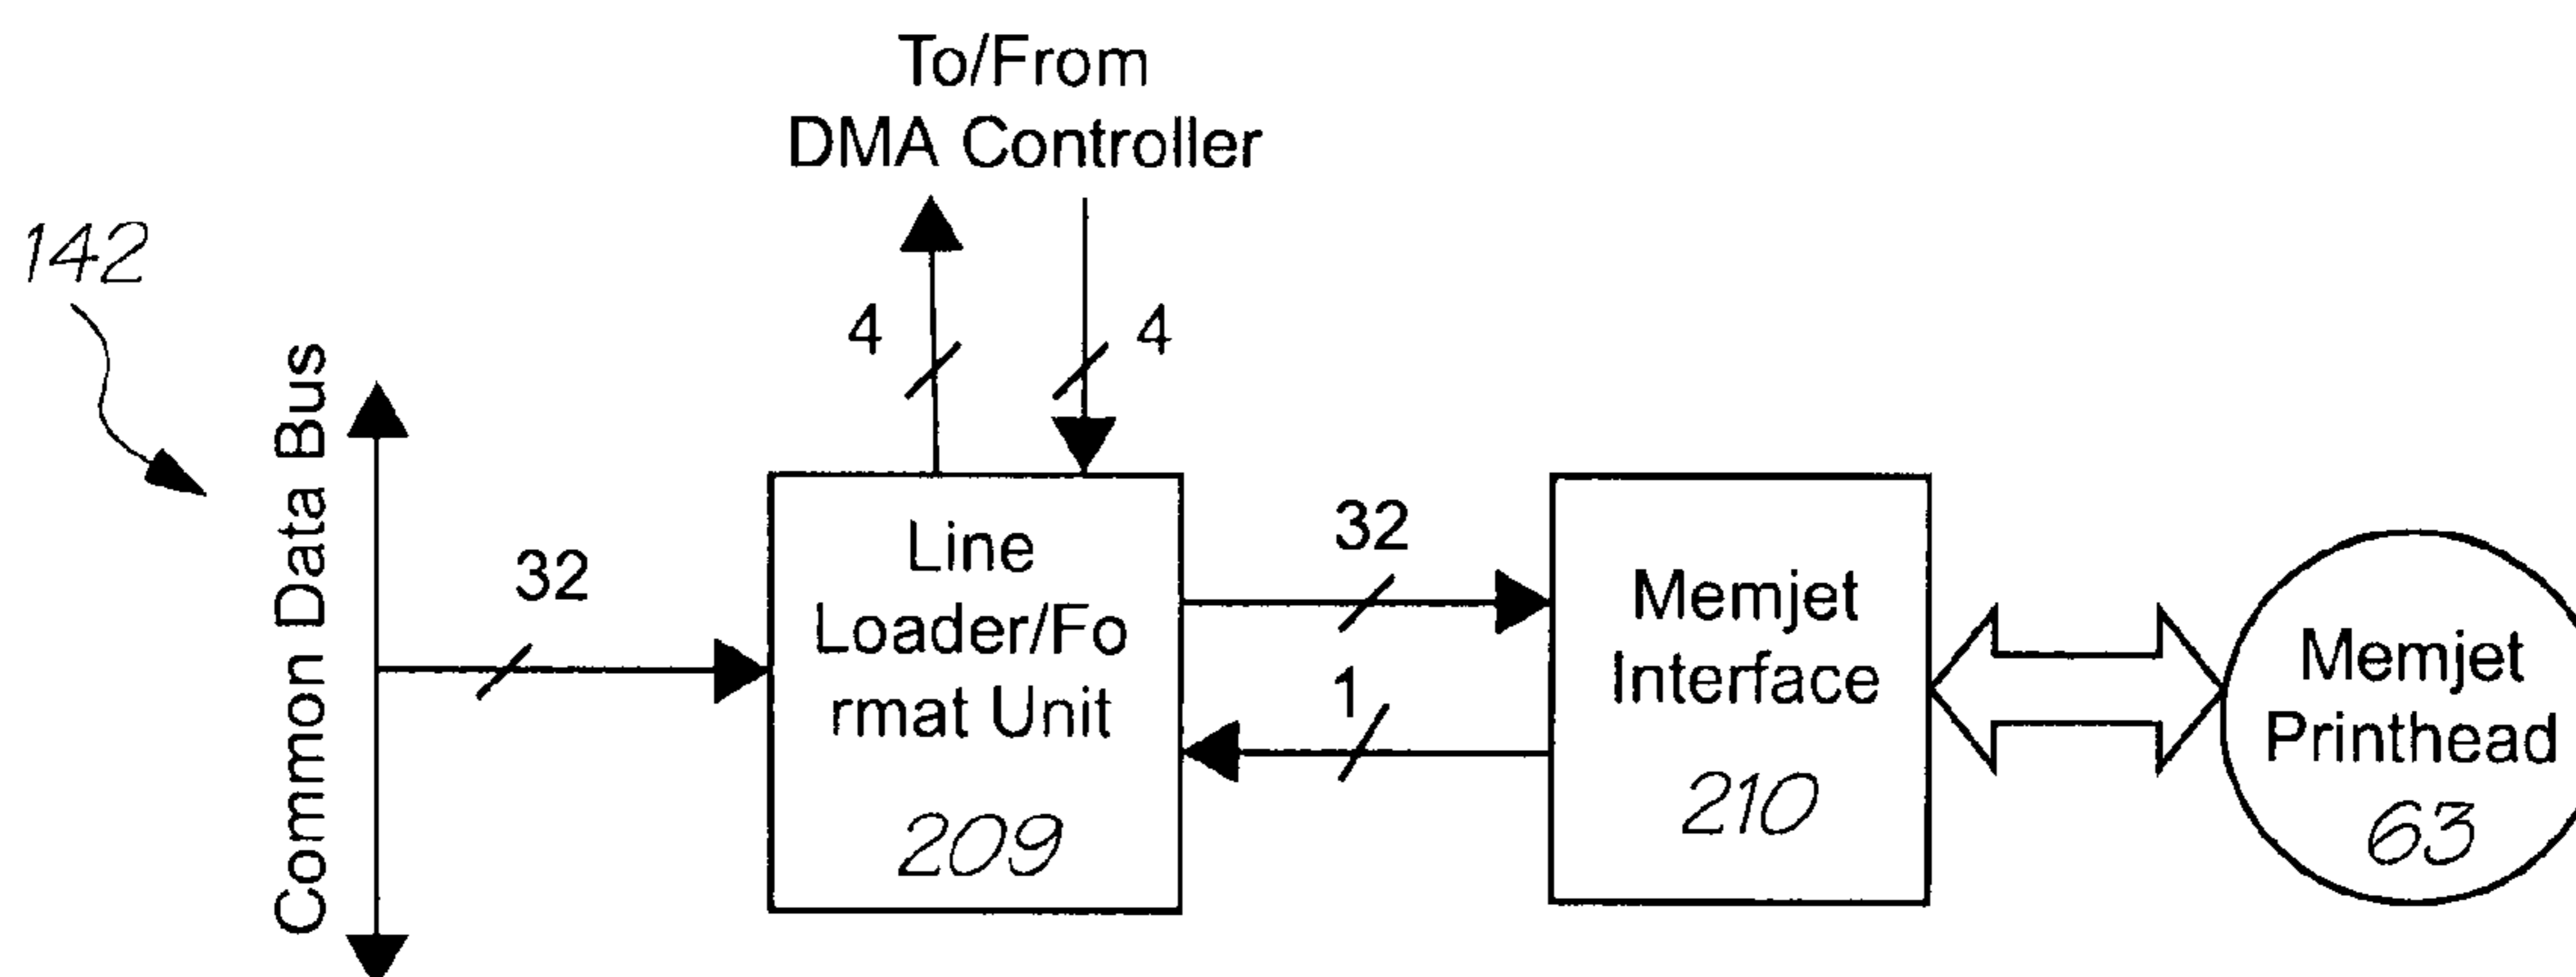 To/From
DMA Controller
142
4
4
Common Data Bus
32
Line
Loader/Fo
rmat Unit
209
32
1
Memjet
Interface
210
Memjet
Printhead
63